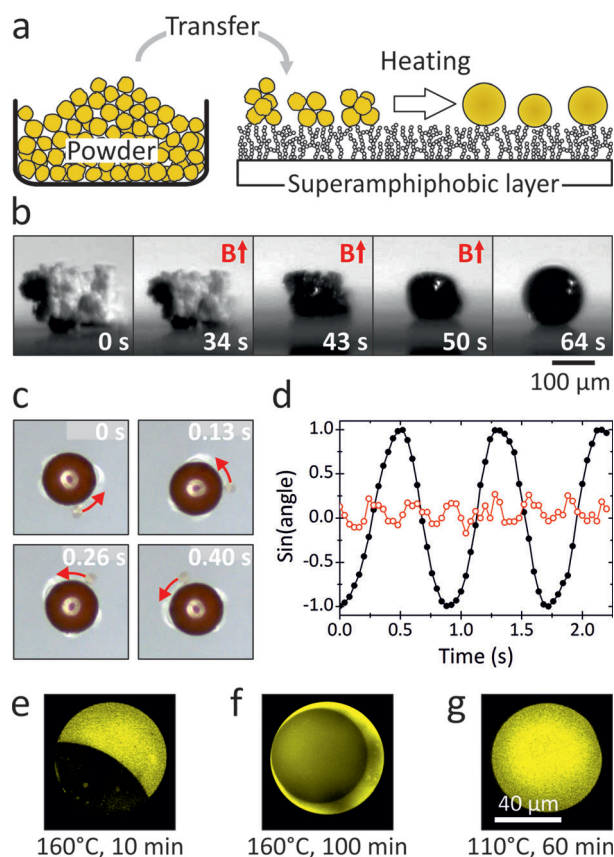 a
Transfer
Heating
Powder
Superamphiphobic layer
b
B↑ B↑ B↑
0 s 34 s 43 s 50 s 64 s
100 µm
c
0 s 0.13 s
0.26 s 0.40 s
d
Sin(angle)
1.0
0.5
0.0
-0.5
-1.0
0.0 0.5 1.0 1.5 2.0
Time (s)
e
f
g
40 µm
160°C, 10 min 160°C, 100 min 110°C, 60 min